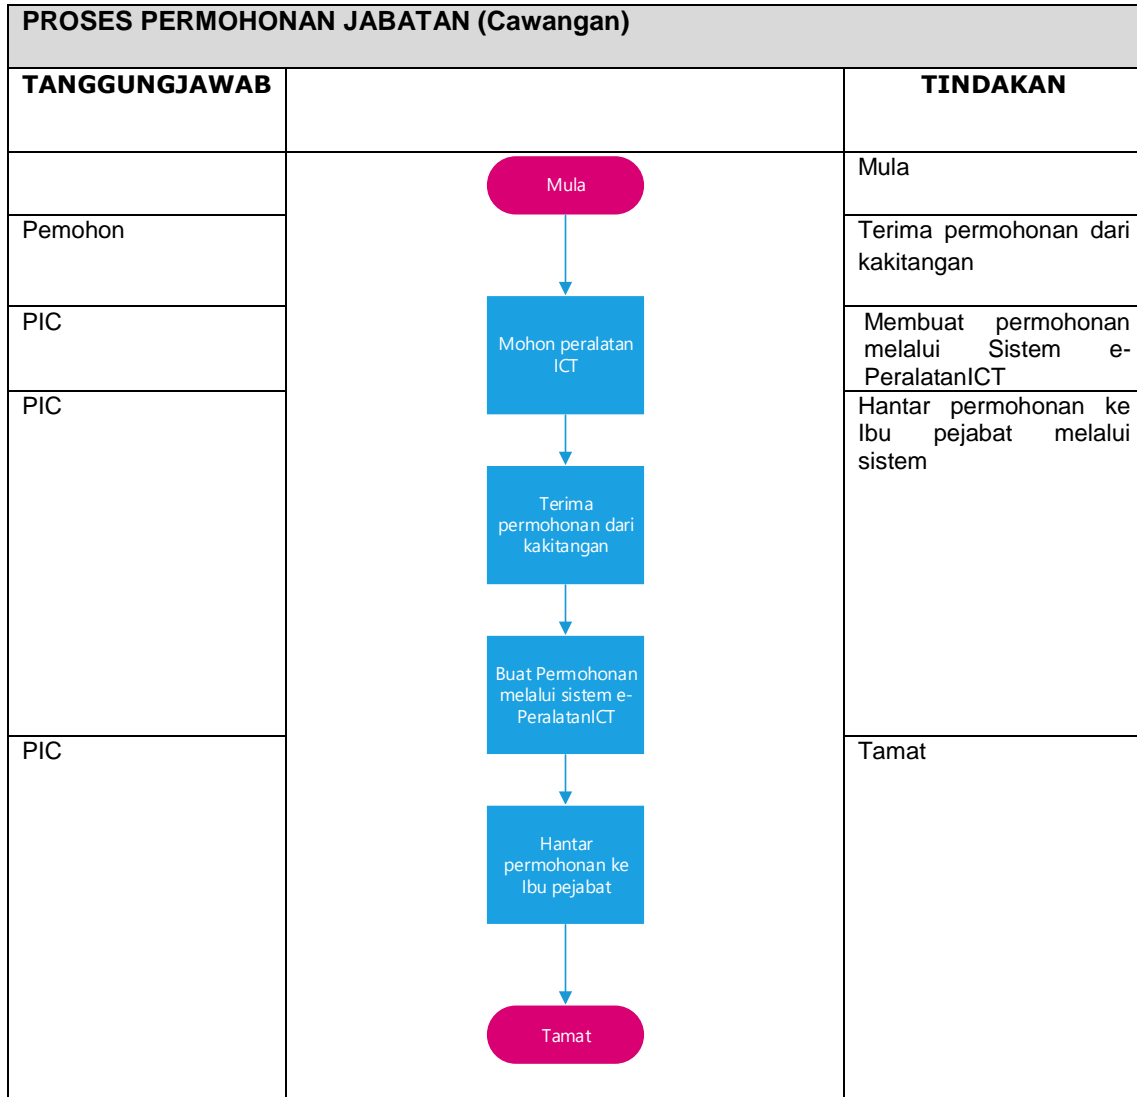 PROSES PERMOHONAN JABATAN (Cawangan)
TANGGUNGJAWAB
TINDAKAN
Mula
Mula
Pemohon
Terima permohonan dari
kakitangan
PIC
Mohon peralatan
ICT
Membuat permohonan
melalui Sistem e-
PeralatanICT
PIC
Hantar permohonan ke
Ibu pejabat melalui
sistem
Terima
permohonan dari
kakitangan
Buat Permohonan
melalui sistem e-
PeralatanICT
PIC
Tamat
Hantar
permohonan ke
Ibu pejabat
Tamat